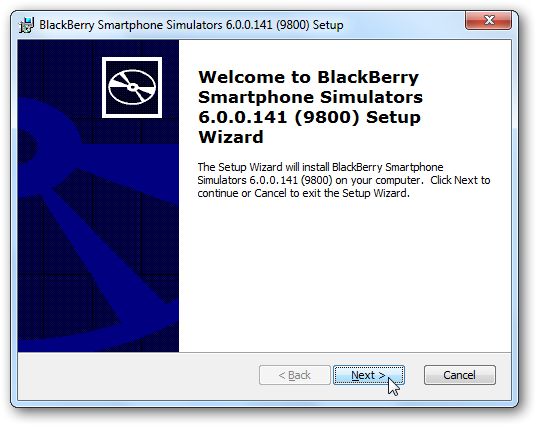 BlackBerry Smartphone Simulators 6.0.0.141 (9800) Setup
Welcome to BlackBerry
Smartphone Simulators
6.0.0.141 (9800) Setup
Wizard
The Setup Wizard will install BlackBerry Smartphone
Simulators 6.0.0.141 (9800) on your computer. Click Next to
continue or Cancel to exit the Setup Wizard.
< Back
Next >
Cancel